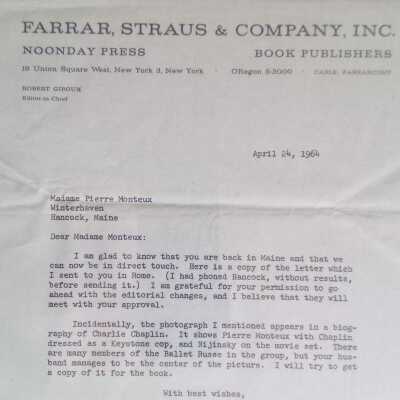 FARRAR, STRAUS & COMPANY, INC.
NOONDAY PRESS BOOK PUBLISHERS
19 Union Square West, New York 3, New York · ORegon 5-3000 · CABLE, FARRARCOMP
ROBERT GIROUX
Editor-in-Chief
April 24, 1964
Madame Pierre Monteux
Winterhaven
Hancock, Maine
Dear Madame Monteux:
I am glad to know that you are back in Maine and that we
can now be in direct touch. Here is a copy of the letter which
I sent to you in Rome. (I had phoned Hancock, without results,
before sending it.) I am grateful for your permission to go
ahead with the editorial changes, and I believe that they will
meet with your approval.
Incidentally, the photograph I mentioned appears in a biog-
raphy of Charlie Chaplin. It shows Pierre Monteux with Chaplin
dressed as a Keystone cop, and Nijinsky on the movie set. There
are many members of the Ballet Russe in the group, but your hus-
band manages to be the center of the picture. I will try to get
a copy of it for the book.
With best wishes,